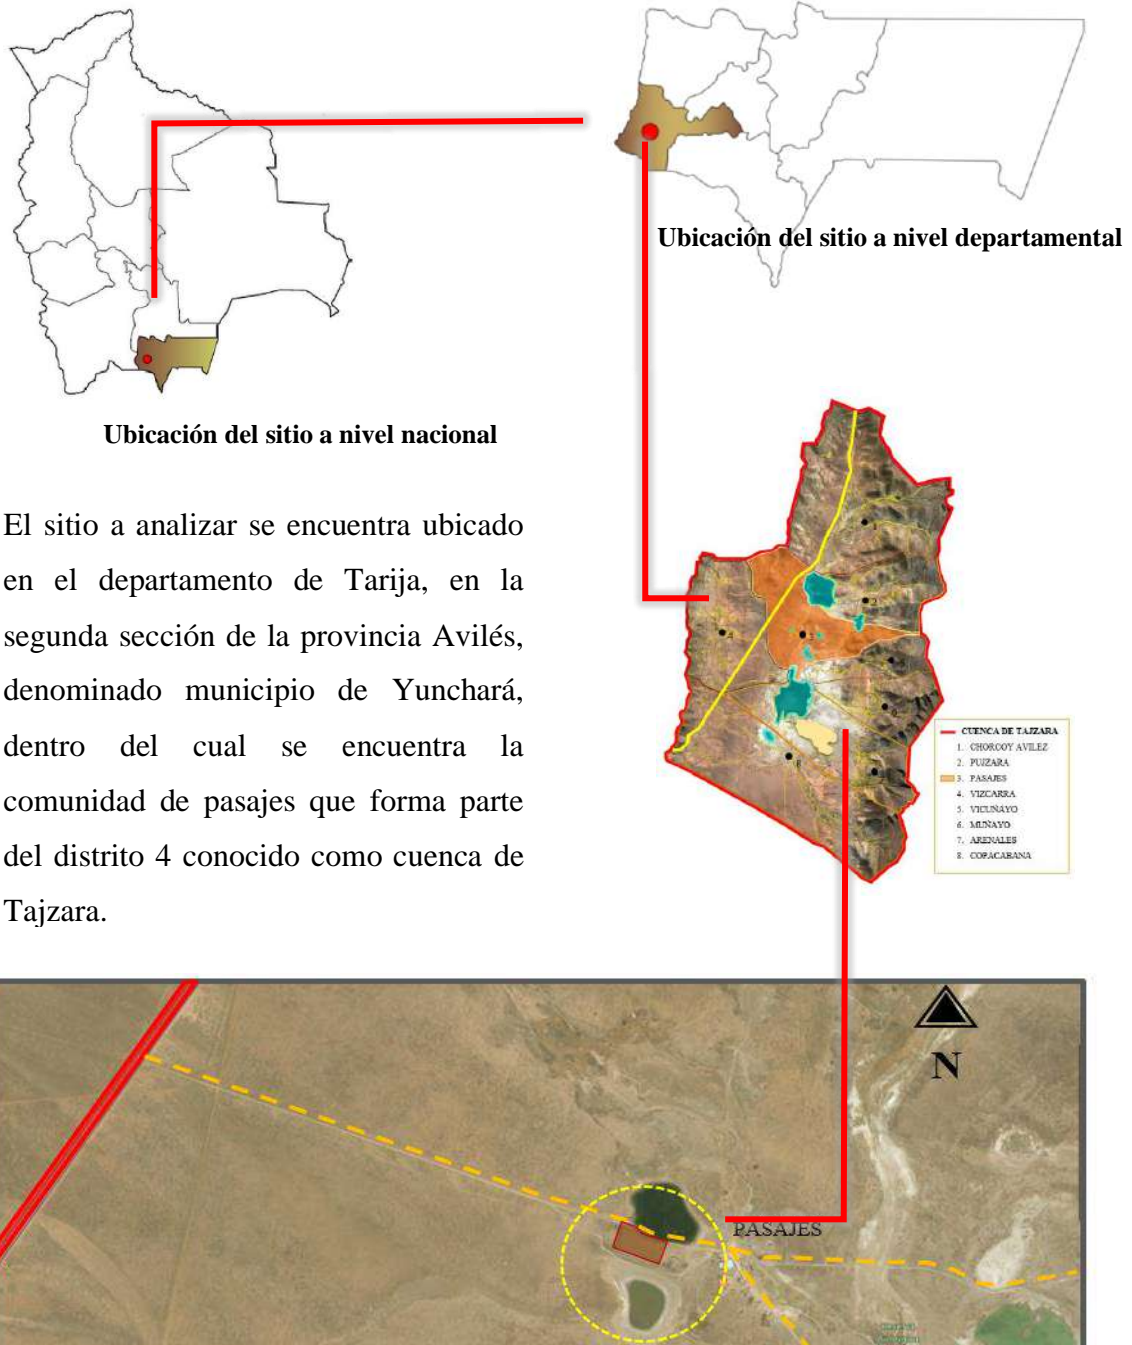 Ubicación del sitio a nivel departamental
Ubicación del sitio a nivel nacional
El sitio a analizar se encuentra ubicado
en el departamento de Tarija, en la
segunda sección de la provincia Avilés,
denominado municipio de Yunchará,
dentro del cual se encuentra la
comunidad de pasajes que forma parte
del distrito 4 conocido como cuenca de
Tajzara.
CUENCA DE TAJZARA
1. CHORCOY AVILEZ
2. PUJZARA
3. PASAJES
4. VIZCARRA
5. VICUÑAYO
6. MUÑAYO
7. ARENALES
8. COPACABANA
N
PASAJES